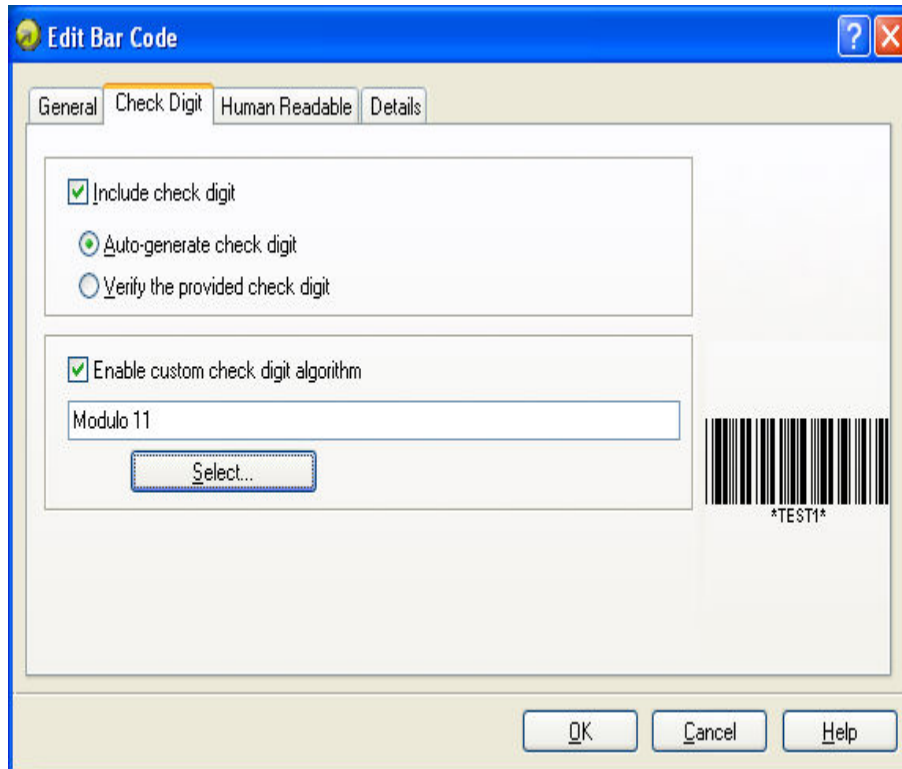 Edit Bar Code
General Check Digit Human Readable Details
Include check digit
Auto-generate check digit
Verify the provided check digit
Enable custom check digit algorithm
Modulo 11
Select...
*TEST1*
OK Cancel Help